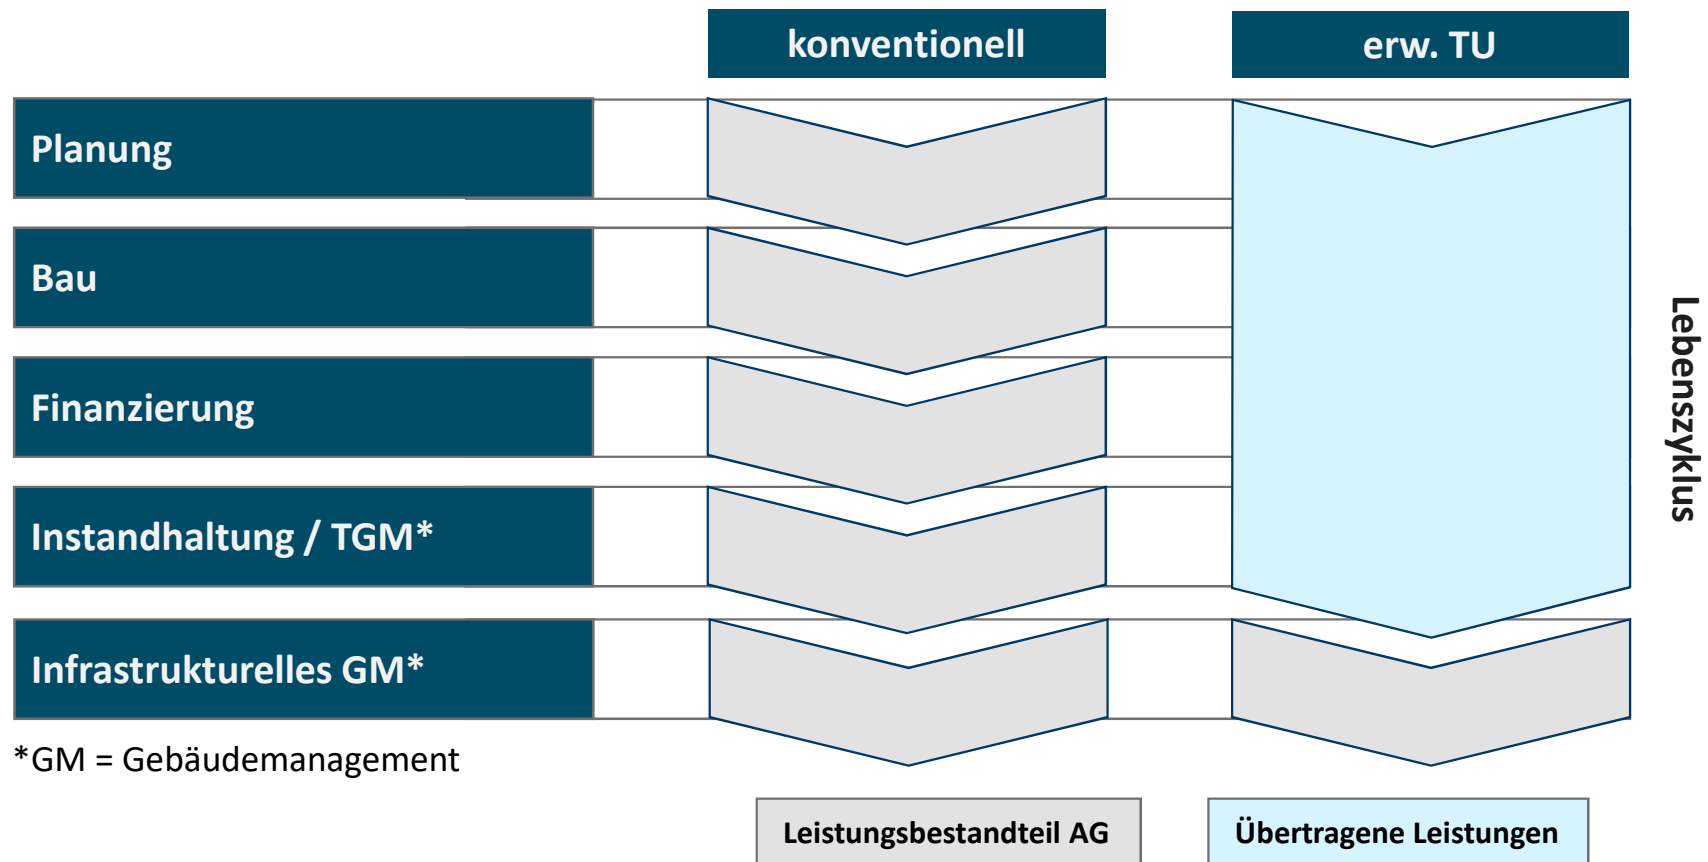 konventionell
erw. TU
Planung
Bau
Finanzierung
Instandhaltung / TGM*
Infrastrukturelles GM*
Lebenszyklus
*GM = Gebäudemanagement
Leistungsbestandteil AG
Übertragene Leistungen